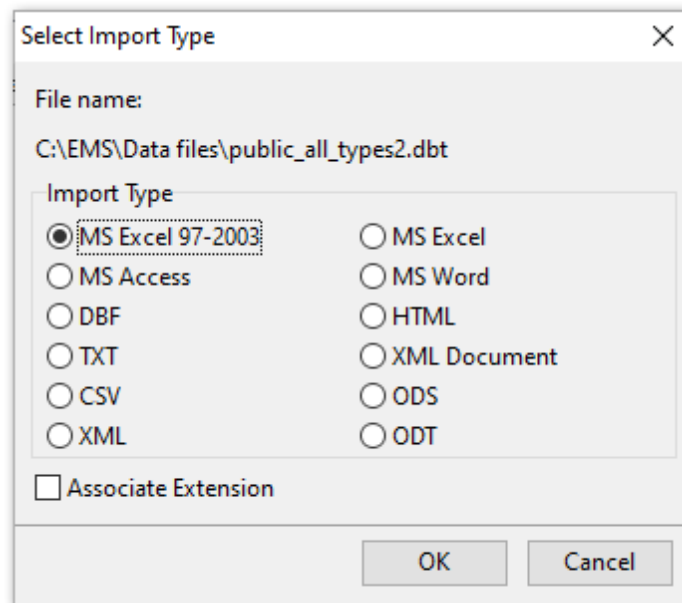 Select Import Type
File name:
C:\EMS\Data files\public_all_types2.dbt
Import Type
MS Excel 97-2003 MS Excel
MS Access MS Word
DBF HTML
TXT XML Document
CSV ODS
XML ODT
Associate Extension
OK Cancel